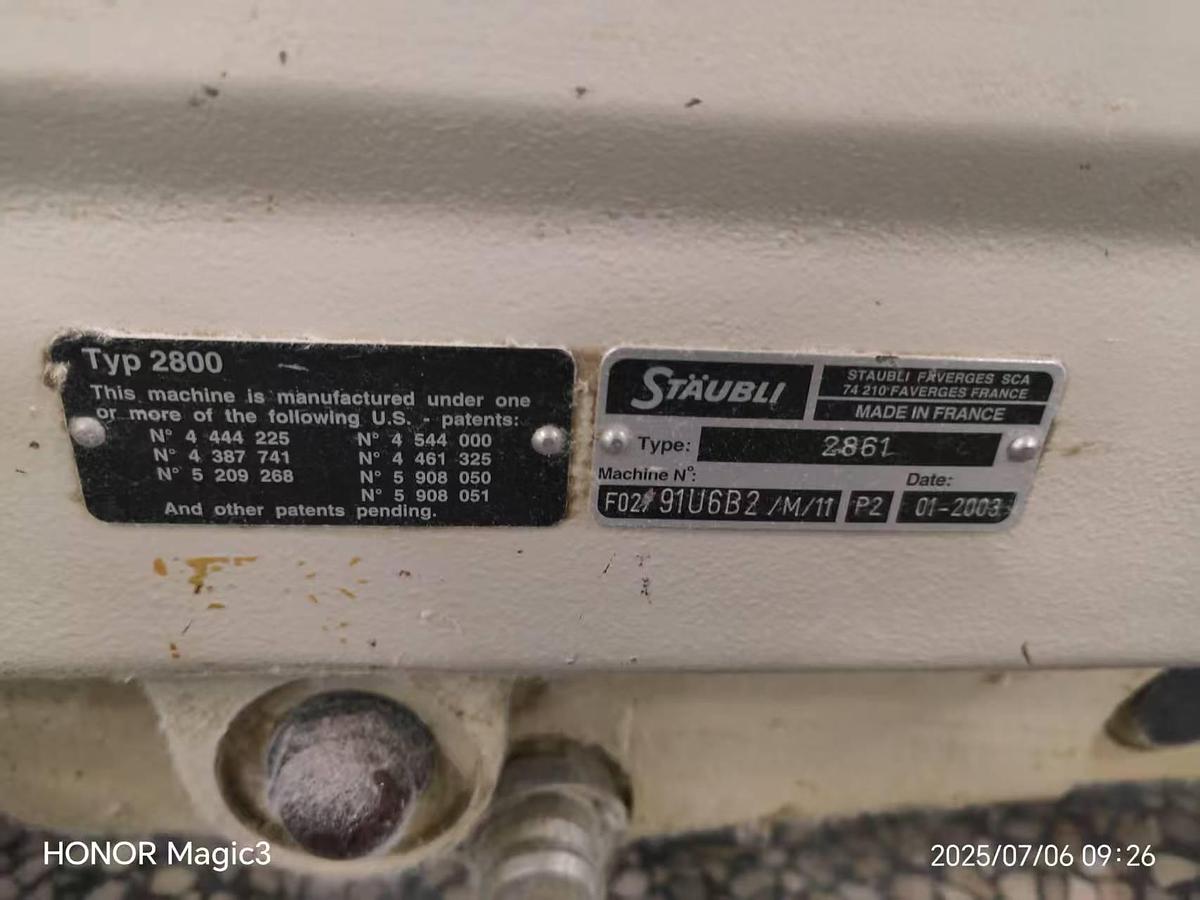 Typ 2800
This machine is manufactured under one
or more of the following U.S. - patents:
N° 4 444 225 N° 4 544 000
N° 4 387 741 N° 4 461 325
N° 5 209 268 N° 5 908 050
N° 5 908 051
And other patents pending.
STÄUBLI
STAUBLI FAVERGES SCA
74 210 FAVERGES FRANCE
MADE IN FRANCE
Type: 2861
Machine N°:
Date:
F02/91U6B2 /M/11 P2 01-2003
HONOR Magic3
2025/07/06 09:26